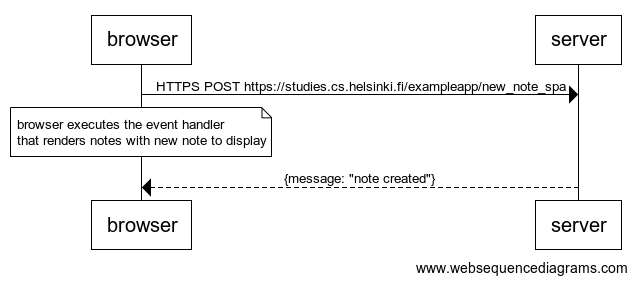 browser
server
HTTPS POST https://studies.cs.helsinki.fi/exampleapp/new_note_spa
browser executes the event handler
that renders notes with new note to display
{message: "note created"}
browser
server
www.websequencediagrams.com